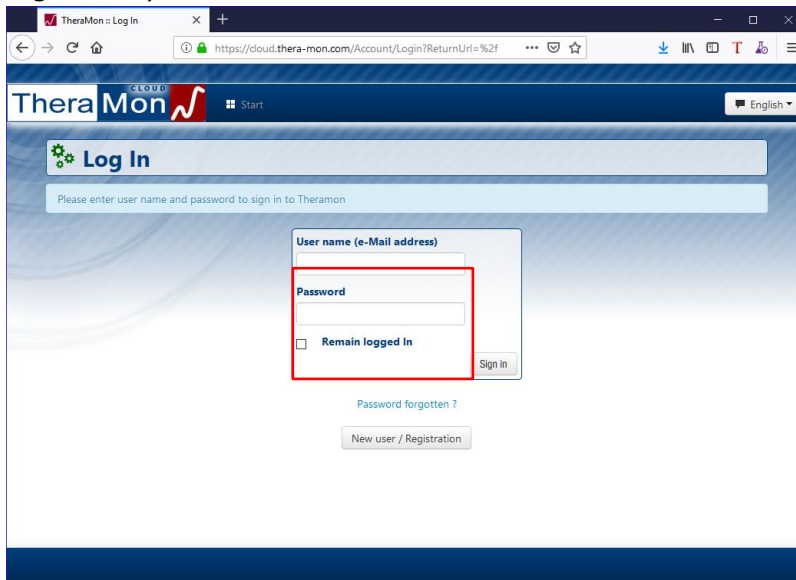 TheraMon :: Log In
https://cloud.thera-mon.com/Account/Login?ReturnUrl=%2f
CLOUD
TheraMon
Start
English
Log In
Please enter user name and password to sign in to Theramon
User name (e-Mail address)
Password
Remain logged In
Sign in
Password forgotten ?
New user / Registration